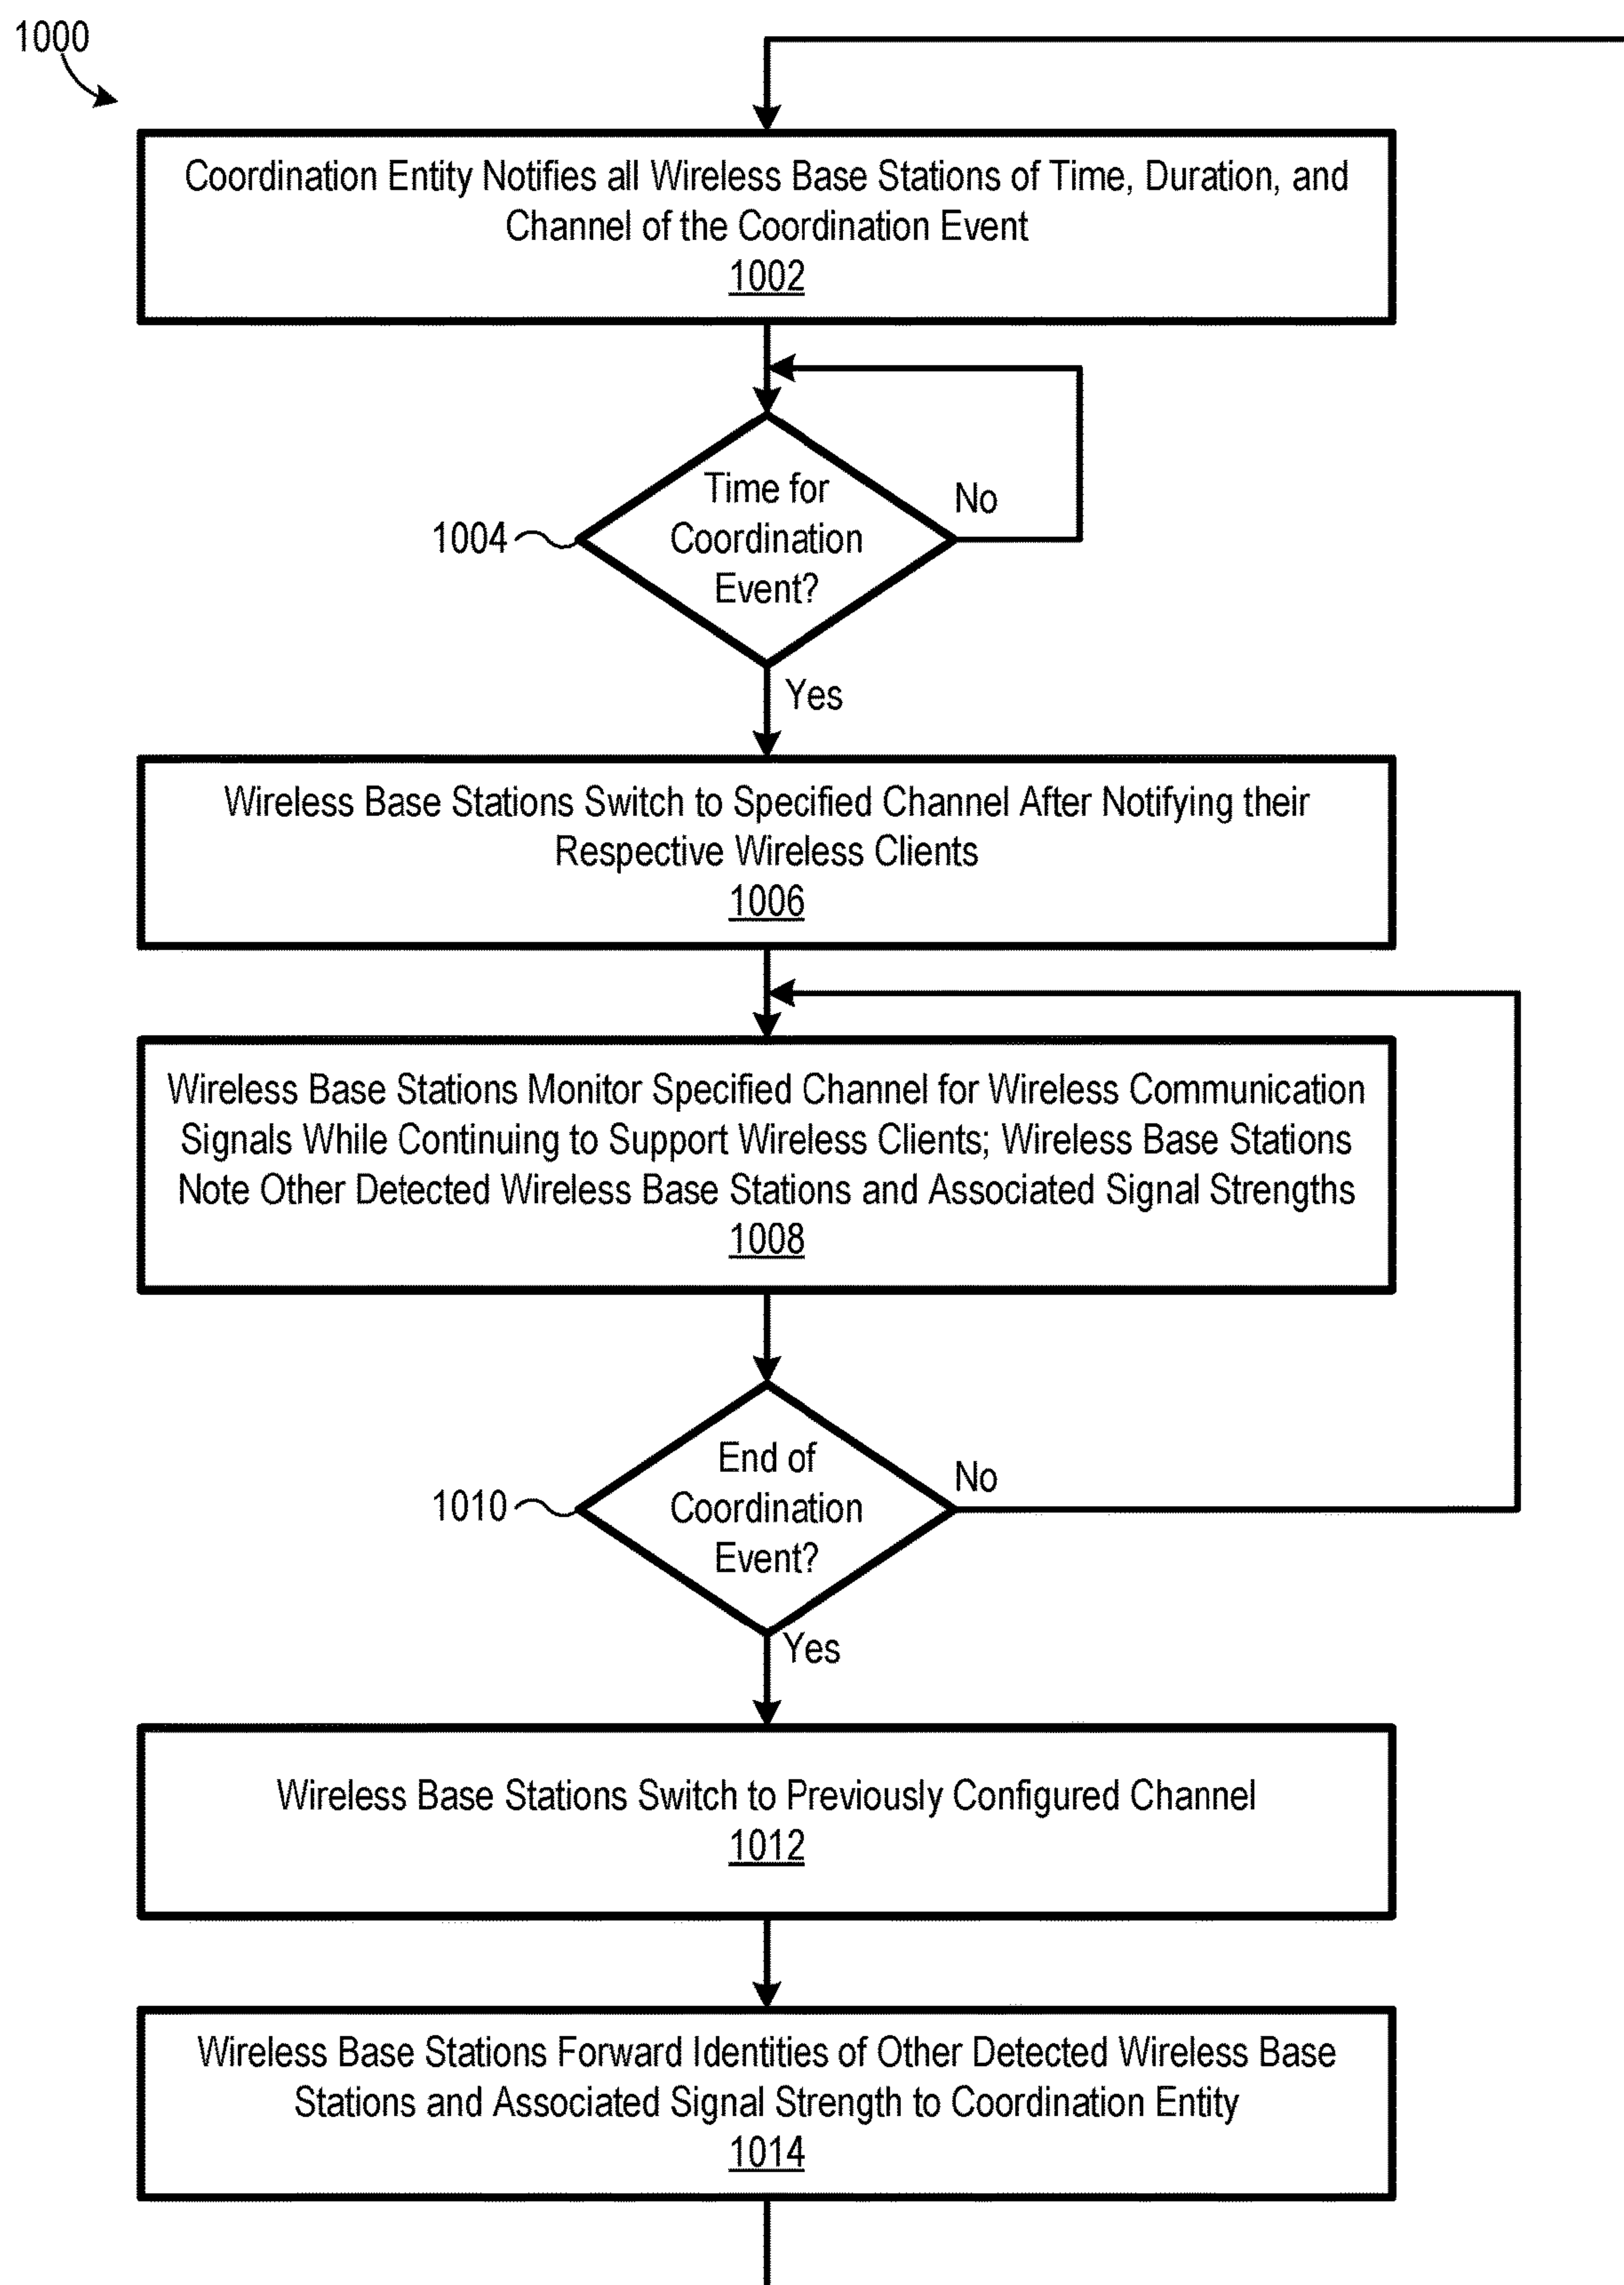 1000
Coordination Entity Notifies all Wireless Base Stations of Time, Duration, and
Channel of the Coordination Event
1002
Time for
Coordination
Event?
No
1004
Yes
Wireless Base Stations Switch to Specified Channel After Notifying their
Respective Wireless Clients
1006
Wireless Base Stations Monitor Specified Channel for Wireless Communication
Signals While Continuing to Support Wireless Clients; Wireless Base Stations
Note Other Detected Wireless Base Stations and Associated Signal Strengths
1008
End of
Coordination
Event?
No
1010
Yes
Wireless Base Stations Switch to Previously Configured Channel
1012
Wireless Base Stations Forward Identities of Other Detected Wireless Base
Stations and Associated Signal Strength to Coordination Entity
1014